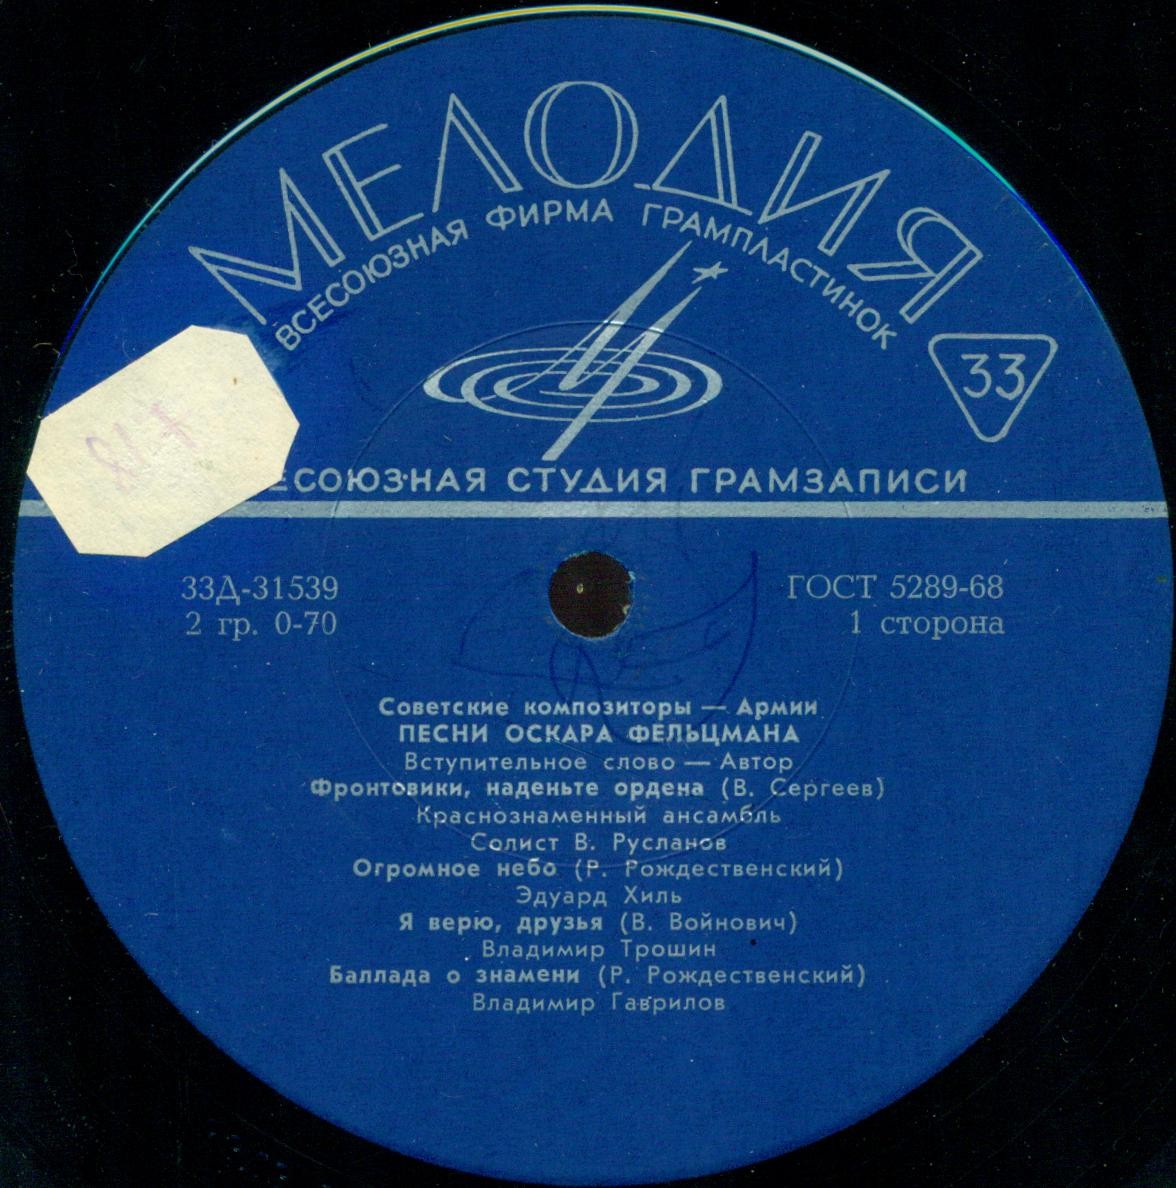 МЕЛОДИЯ
ВСЕСОЮЗНАЯ ФИРМА ГРАМПЛАСТИНОК
33
ЕСОЮЗНАЯ СТУДИЯ ГРАМЗАПИСИ
33Д-31539
2 гр. 0-70
ГОСТ 5289-68
1 сторона
Советские композиторы — Армии
ПЕСНИ ОСКАРА ФЕЛЬЦМАНА
Вступительное слово — Автор
Фронтовики, наденьте ордена (В. Сергеев)
Краснознаменный ансамбль
Солист В. Русланов
Огромное небо (Р. Рождественский)
Эдуард Хиль
Я верю, друзья (В. Войнович)
Владимир Трошин
Баллада о знамени (Р. Рождественский)
Владимир Гаврилов